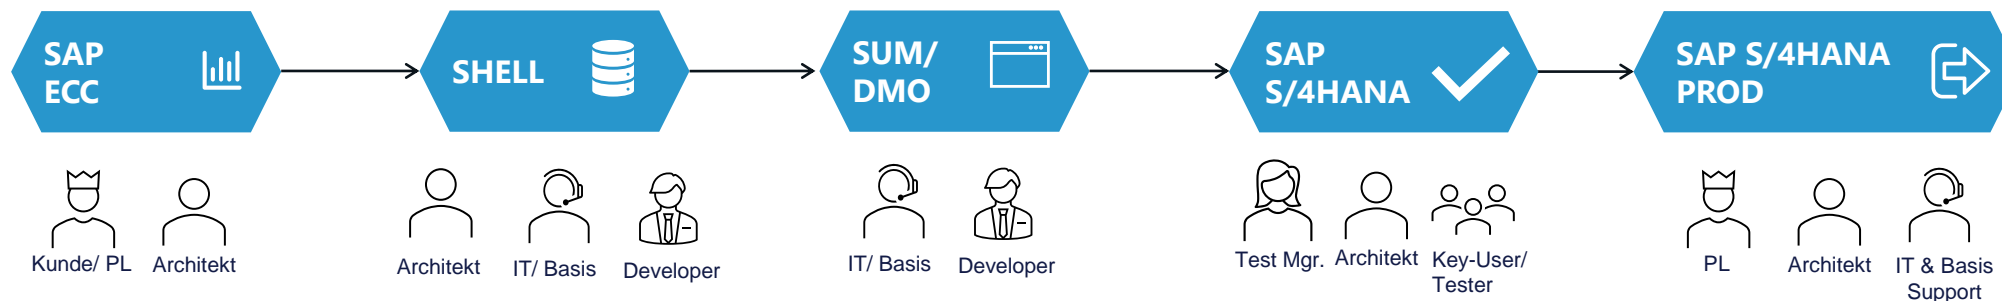 SAP
ECC
SHELL
SUM/
DMO
SAP
S/4HANA
SAP S/4HANA
PROD
Kunde/ PL
Architekt
Architekt
IT/ Basis
Developer
IT/ Basis
Developer
Test Mgr.
Architekt
Key-User/
Tester
PL
Architekt
IT & Basis
Support